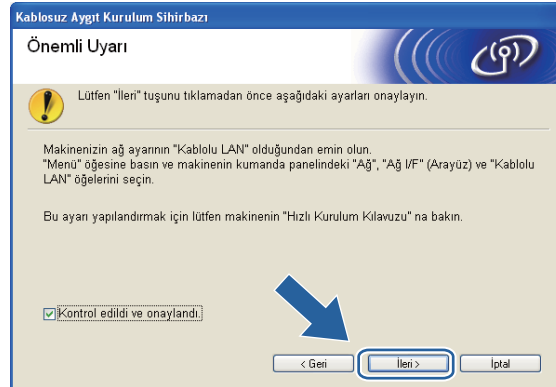 Kablosuz Aygıt Kurulum Sihirbazı
Önemli Uyarı
Lütfen "İleri" tuşunu tıklamadan önce aşağıdaki ayarları onaylayın.
Makinenizin ağ ayarının "Kablolu LAN" olduğundan emin olun.
"Menü" öğesine basın ve makinenin kumanda panelindeki "Ağ", "Ağ I/F" (Arayüz) ve "Kablolu
LAN" öğelerini seçin.
Bu ayarı yapılandırmak için lütfen makinenin "Hızlı Kurulum Kılavuzu" na bakın.
Kontrol edildi ve onaylandı.
< Geri
İleri >
İptal